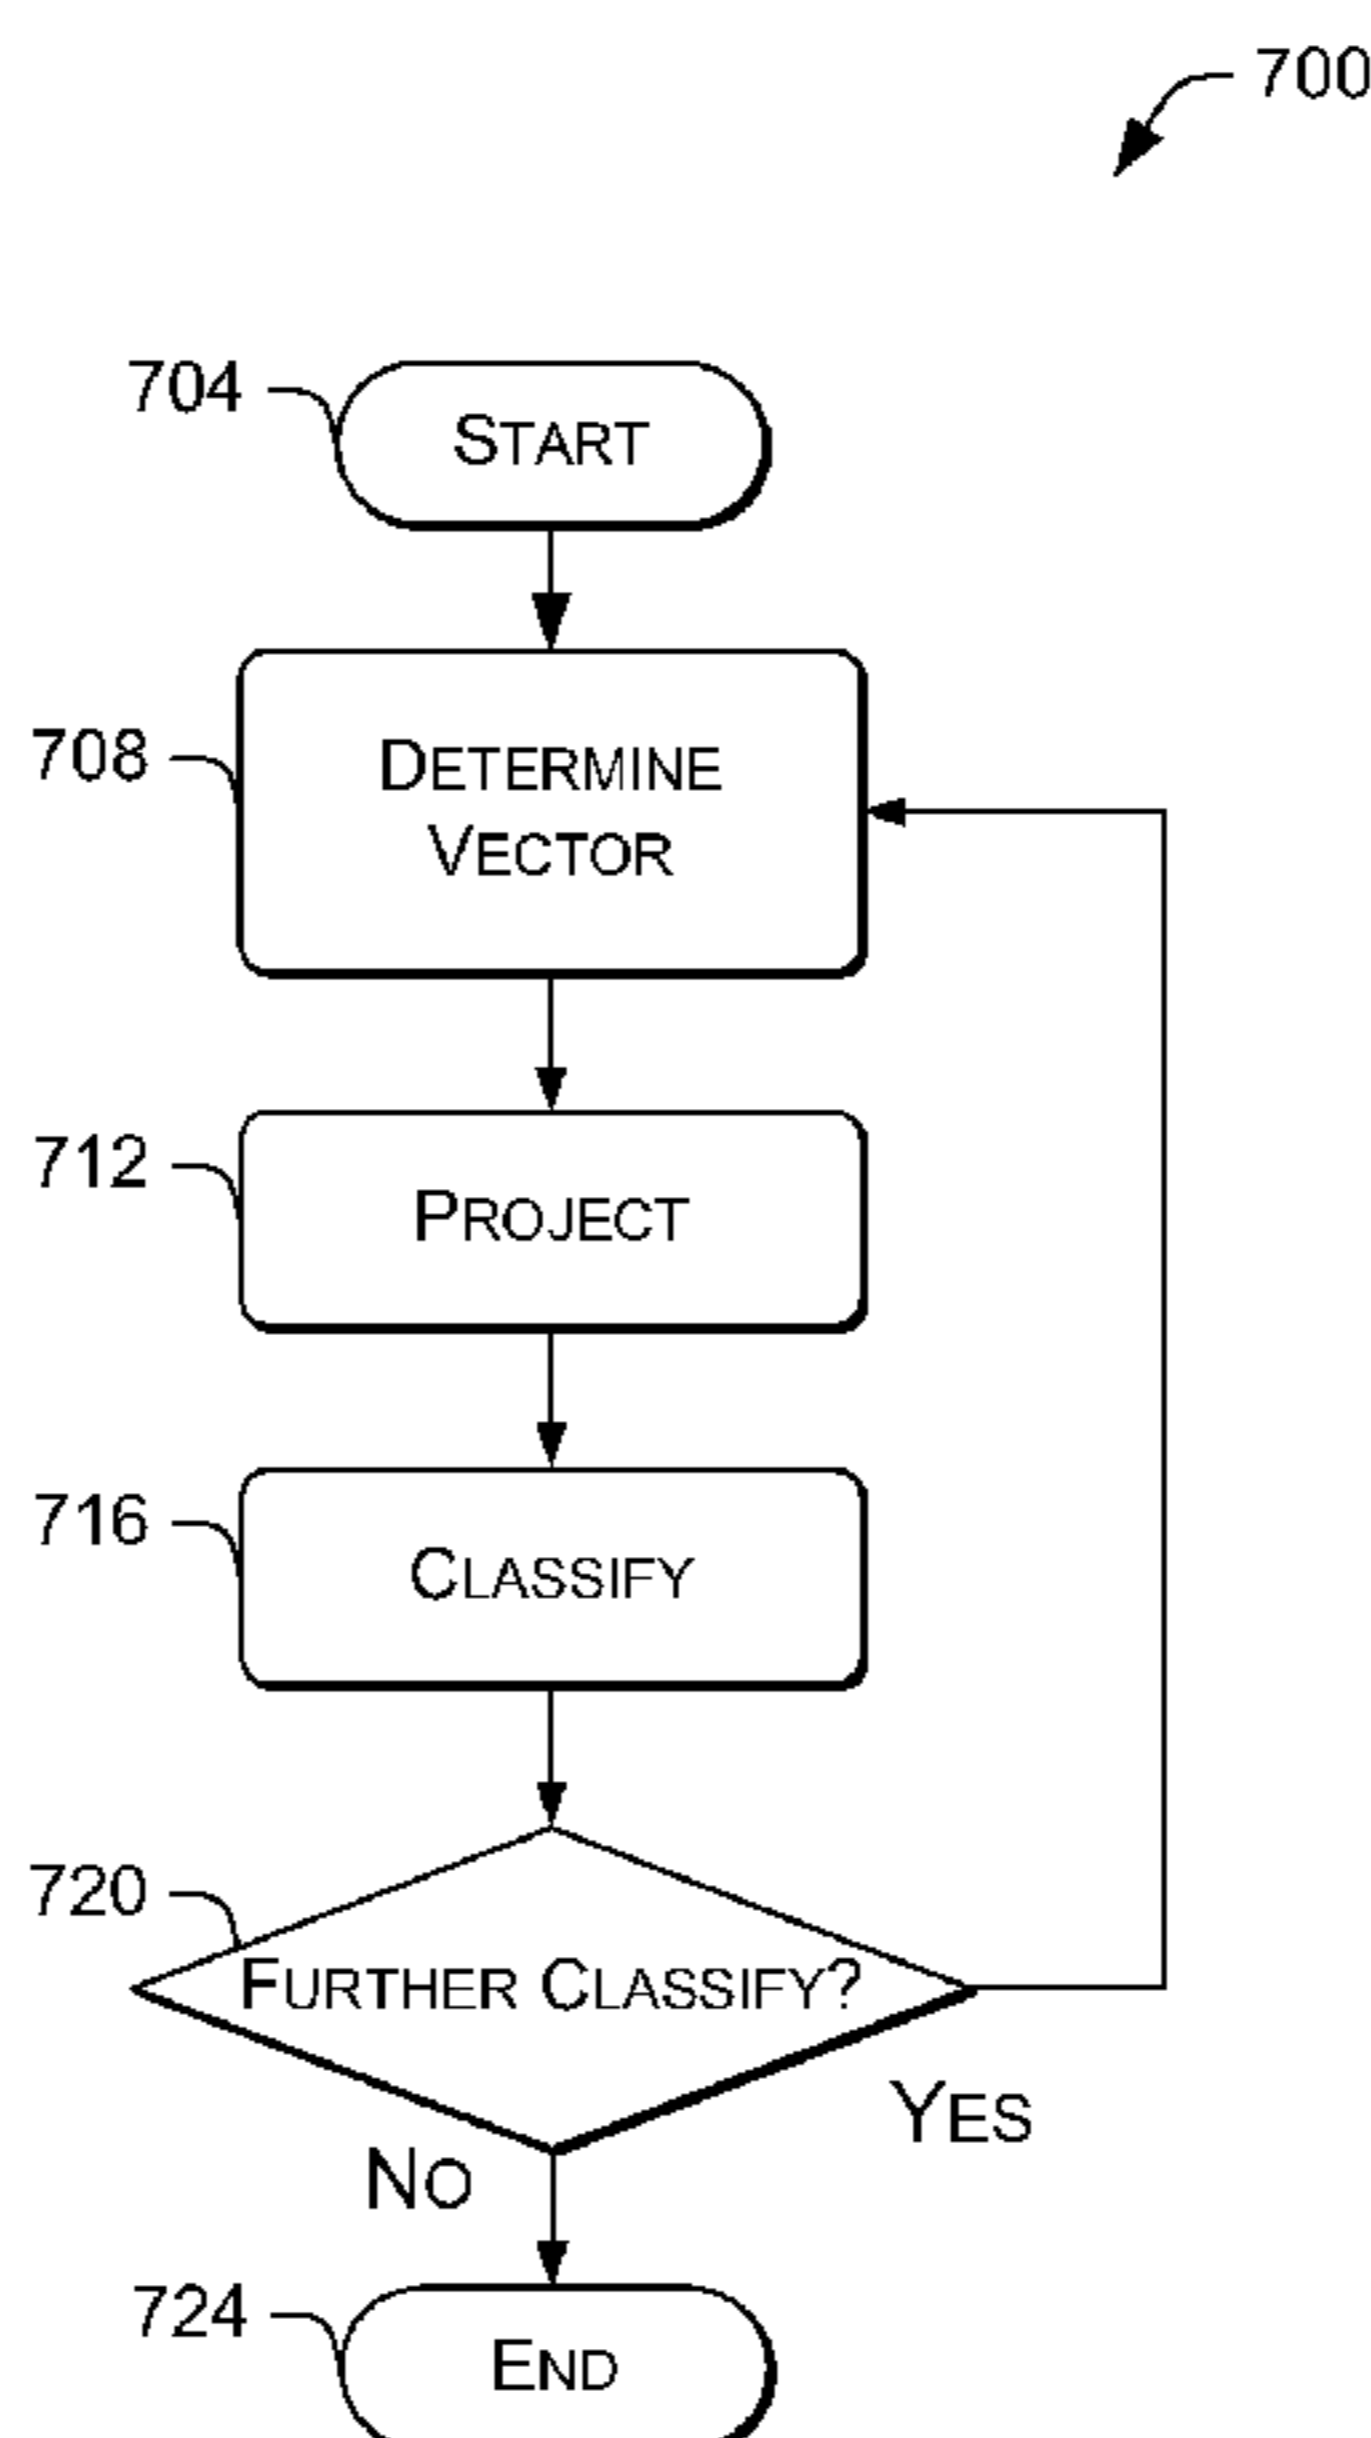 700
704
START
708
DETERMINE
VECTOR
712
PROJECT
716
CLASSIFY
720
FURTHER CLASSIFY?
YES
NO
724
END